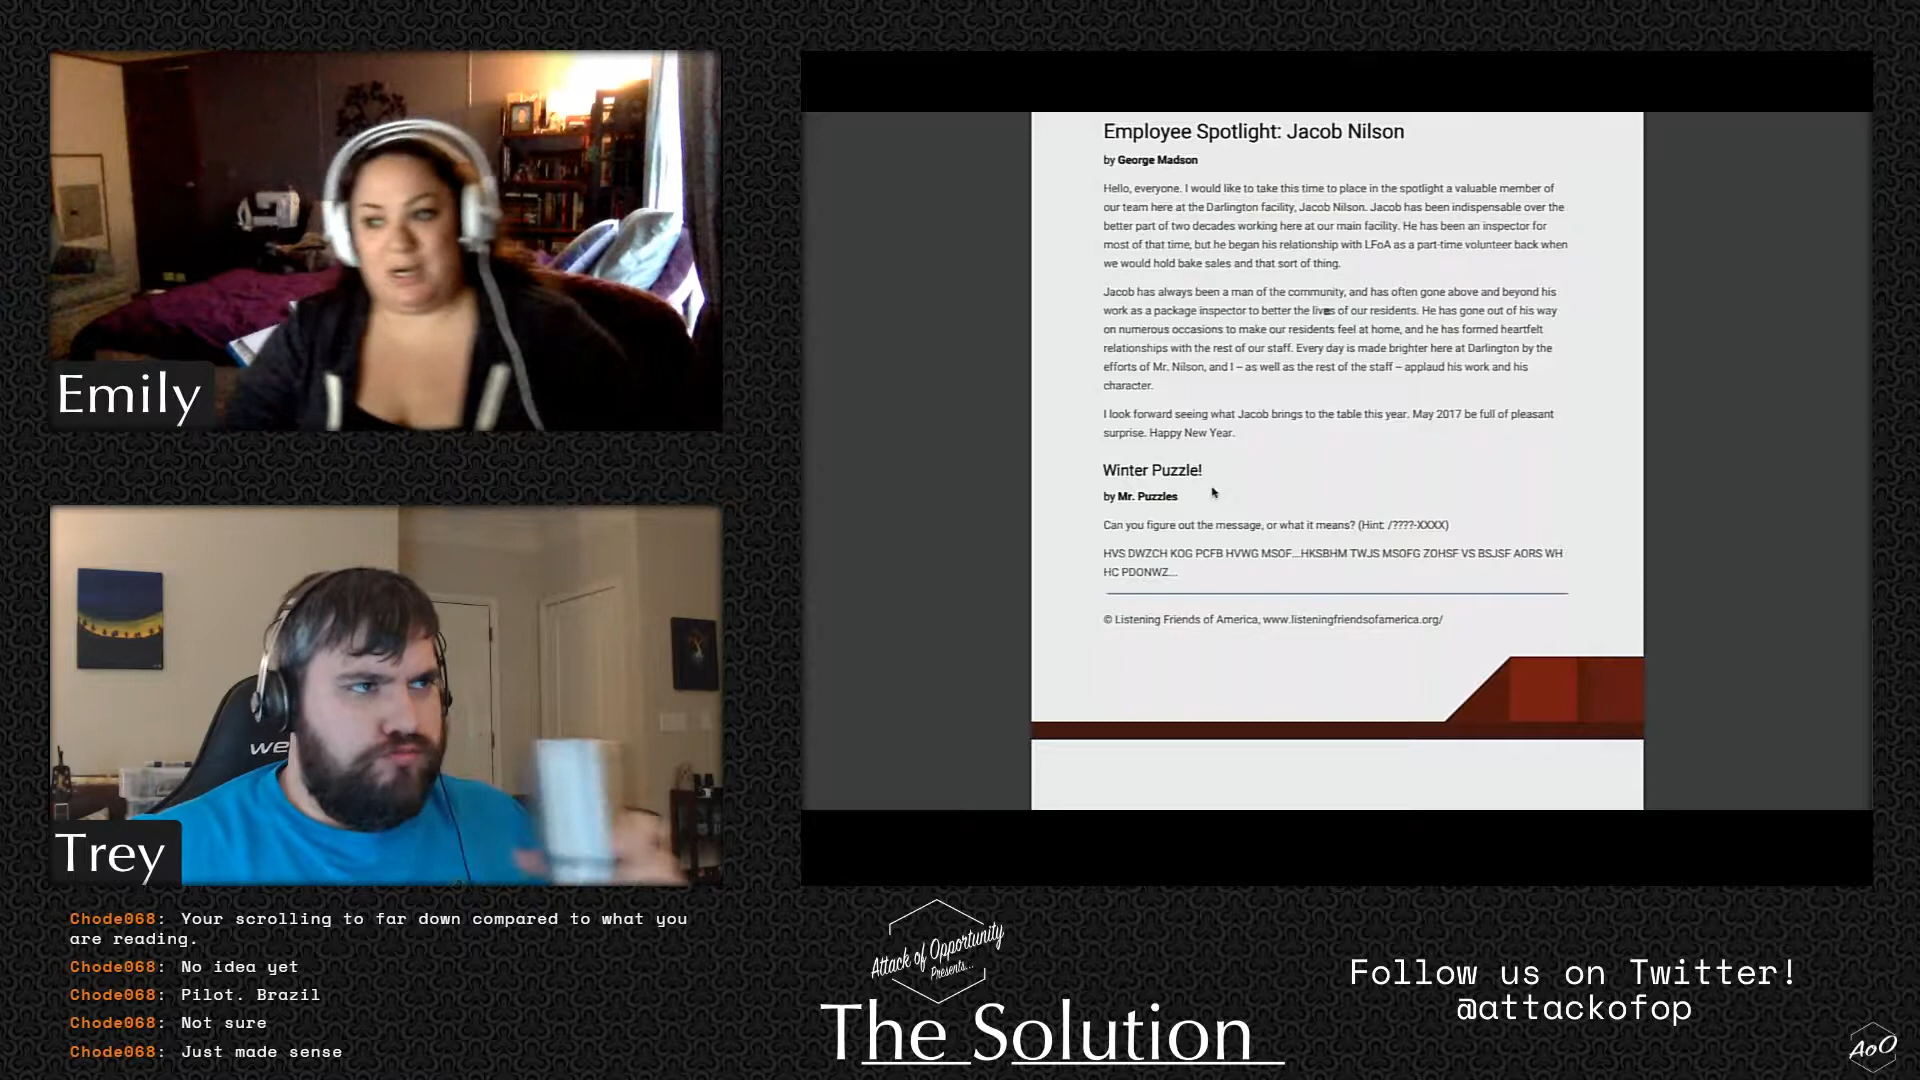 Employee Spotlight: Jacob Nilson
by George Madson
Hello, everyone. I would like to take this time to place in the spotlight a valuable member of
our team here at the Darlington facility, Jacob Nilson. Jacob has been indispensable over the
better part of two decades working here at our main facility. He has been an inspector for
most of that time, but he began his relationship with LFoA as a part-time volunteer back when
we would hold bake sales and that sort of thing.
Jacob has always been a man of the community, and has often gone above and beyond his
work as a package inspector to better the lives of our residents. He has gone out of his way
on numerous occasions to make our residents feel at home, and he has formed heartfelt
relationships with the rest of our staff. Every day is made brighter here at Darlington by the
efforts of Mr. Nilson, and I – as well as the rest of the staff – applaud his work and his
character.
I look forward seeing what Jacob brings to the table this year. May 2017 be full of pleasant
surprise. Happy New Year.
Winter Puzzle!
by Mr. Puzzles
Can you figure out the message, or what it means? (Hint: /????-XXXX)
HVS DWZCH KOG PCFB HVWG MSOF...HKSBHM TWJS MSOFG ZOHSF VS BSJSF AORS WH
HC PDONWZ...
© Listening Friends of America, www.listeningfriendsofamerica.org/
Emily
we
Trey
Chode068: Your scrolling to far down compared to what you
are reading.
Chode068: No idea yet
Chode068: Pilot. Brazil
Chode068: Not sure
Chode068: Just made sense
Attack of Opportunity
Presents...
The Solution
Follow us on Twitter!
@attackofop
AoO